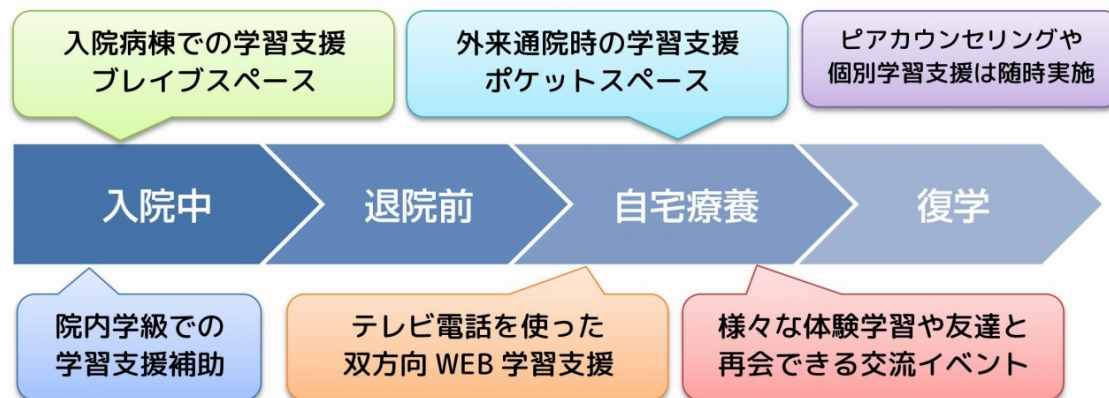 入院病棟での学習支援
ブレイブスペース
外来通院時の学習支援
ポケットスペース
ピアカウンセリングや
個別学習支援は随時実施
入院中
退院前
自宅療養
復学
院内学級での
学習支援補助
テレビ電話を使った
双方向 WEB 学習支援
様々な体験学習や友達と
再会できる交流イベント